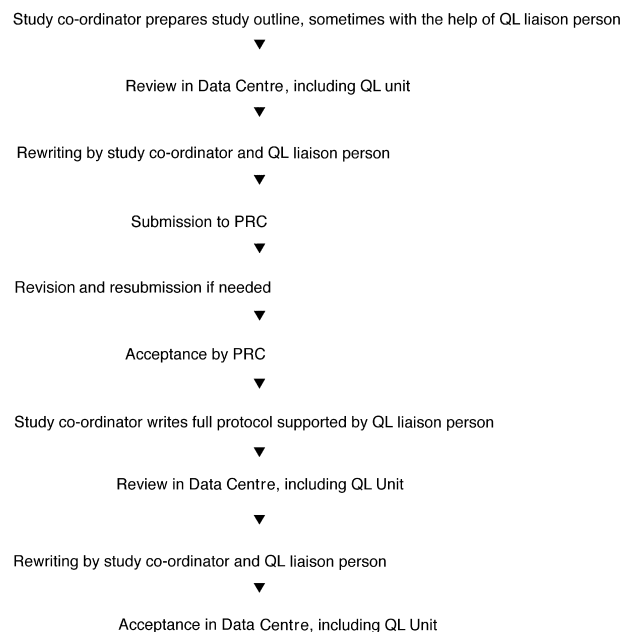 Study co-ordinator prepares study outline, sometimes with the help of QL liaison person
Review in Data Centre, including QL unit
Rewriting by study co-ordinator and QL liaison person
Submission to PRC
Revision and resubmission if needed
Acceptance by PRC
Study co-ordinator writes full protocol supported by QL liaison person
Review in Data Centre, including QL Unit
Rewriting by study co-ordinator and QL liaison person
Acceptance in Data Centre, including QL Unit